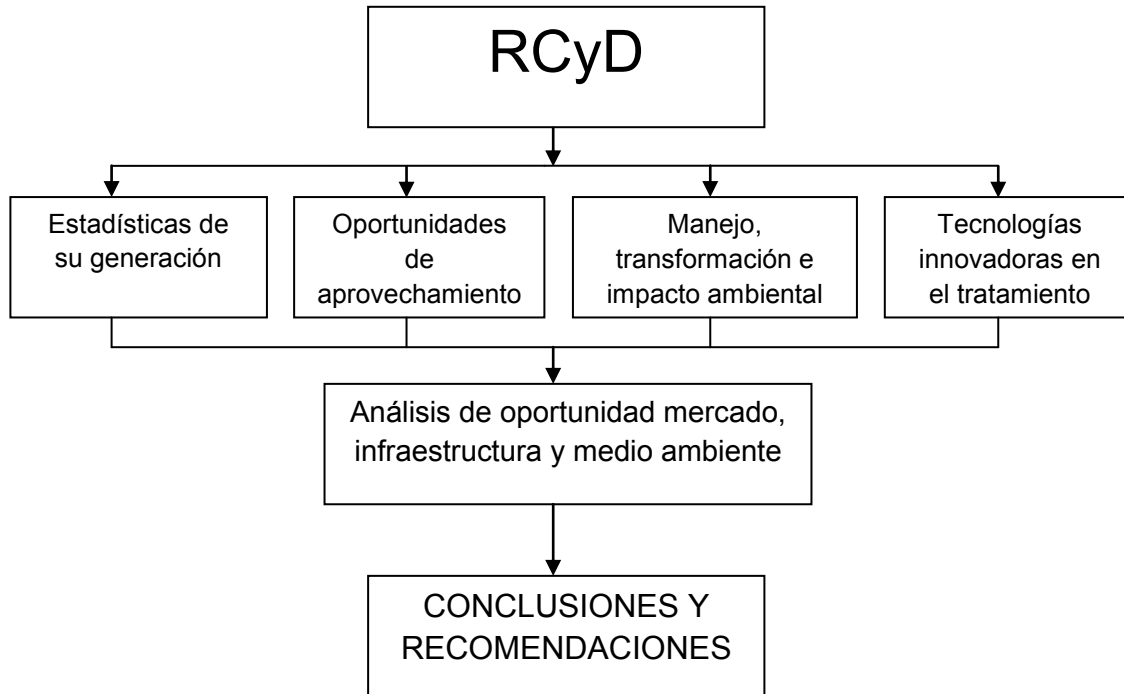 RCyD
Estadísticas de
su generación
Oportunidades
de
aprovechamiento
Manejo,
transformación e
impacto ambiental
Tecnologías
innovadoras en
el tratamiento
Análisis de oportunidad mercado,
infraestructura y medio ambiente
CONCLUSIONES Y
RECOMENDACIONES